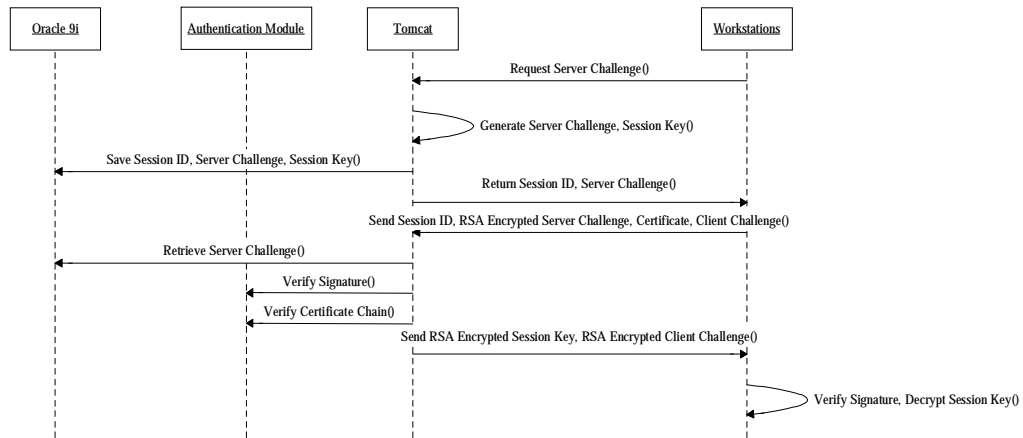 Oracle 9i
Authentication Module
Tomcat
Workstations
Request Server Challenge()
Generate Server Challenge, Session Key()
Save Session ID, Server Challenge, Session Key()
Return Session ID, Server Challenge()
Send Session ID, RSA Encrypted Server Challenge, Certificate, Client Challenge()
Retrieve Server Challenge()
Verify Signature()
Verify Certificate Chain()
Send RSA Encrypted Session Key, RSA Encrypted Client Challenge()
Verify Signature, Decrypt Session Key()